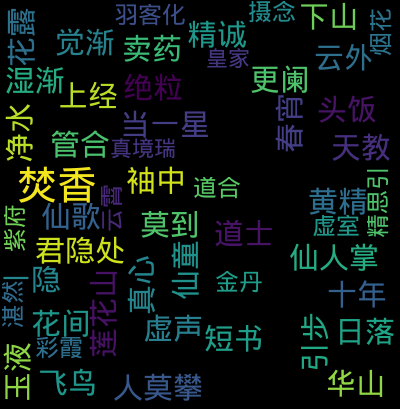 羽客化
摄念
下山
烟花
花露
觉渐
卖药
精诚
皇家
云外
湿渐
上经
绝粒
更阑
净水
当一星
春宵
头饭
管合
真境瑞
天教
焚香
袖中
道合
黄精
精思引
紫府
仙歌
云霄
莫到
道士
虚室
君隐处
仙童
仙人掌
湛然
隐
莲花山
真心
金丹
十年
花间
虚声
短书
引步
日落
彩霞
玉液
飞鸟
人莫攀
华山